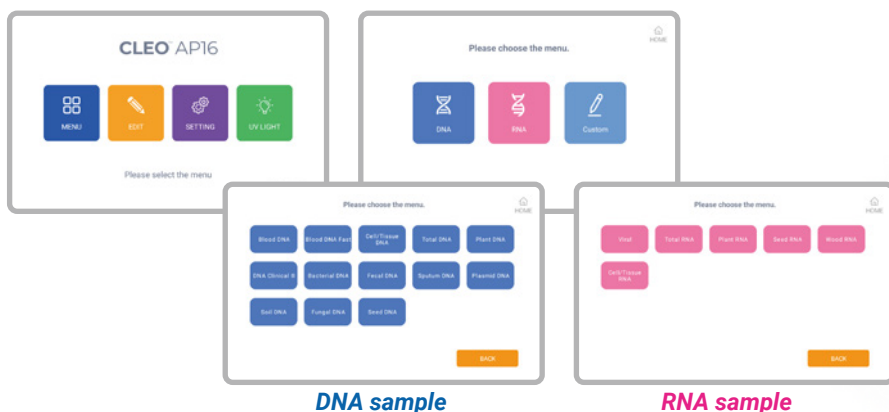 CLEO AP16
MENU
EDIT
SETTING
UV LIGHT
Please select the menu
HOME
Please choose the menu.
DNA
RNA
Custom
Please choose the menu.
HOME
Blood DNA
Blood DNA Fast
Cell/Tissue
DNA
Total DNA
Plant DNA
DNA Clinical
Bacterial DNA
Fecal DNA
Sputum DNA
Plasmid DNA
Soil DNA
Fungal DNA
Seed DNA
BACK
DNA sample
Please choose the menu.
HOME
Viral
Total RNA
Plant RNA
Seed RNA
RNA
Cell/Tissue
RNA
BACK
RNA sample